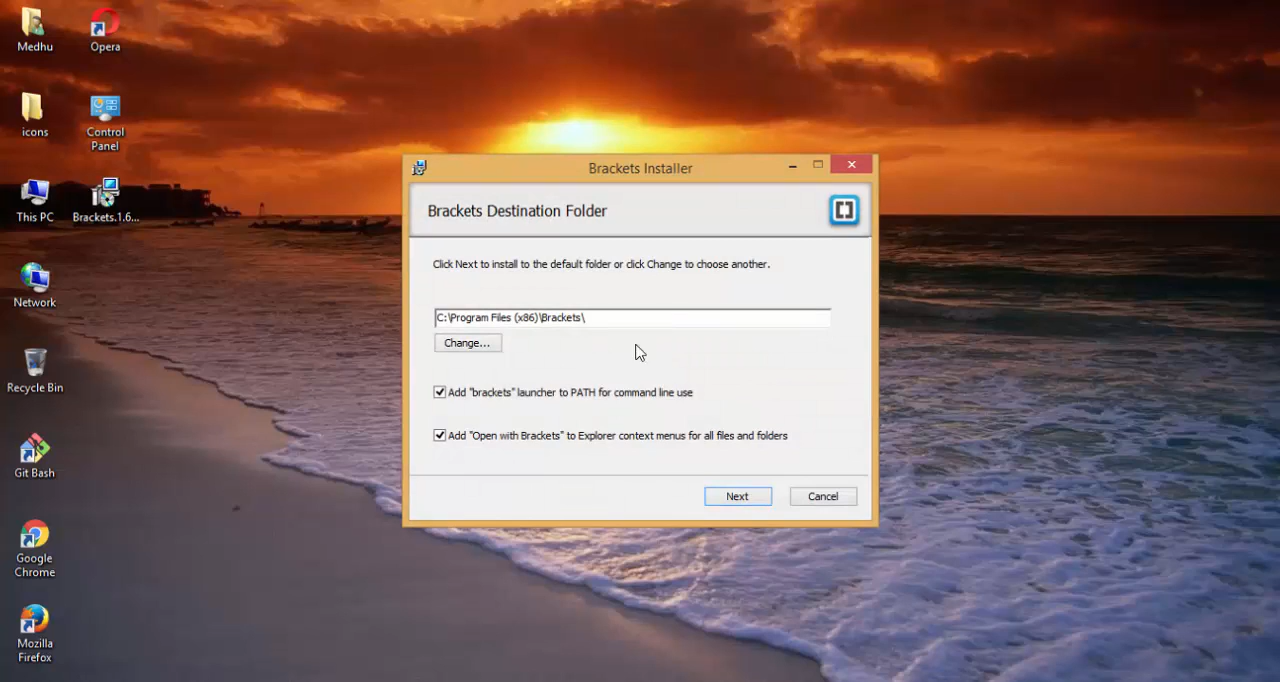 Medhu
Opera
icons
Control
Panel
This PC
Brackets.1.6...
Network
Recycle Bin
Git Bash
Google
Chrome
Mozilla
Firefox
Brackets Installer
Brackets Destination Folder
Click Next to install to the default folder or click Change to choose another.
C:\Program Files (x86)\Brackets\
Change...
Add "brackets" launcher to PATH for command line use
Add "Open with Brackets" to Explorer context menus for all files and folders
Next
Cancel